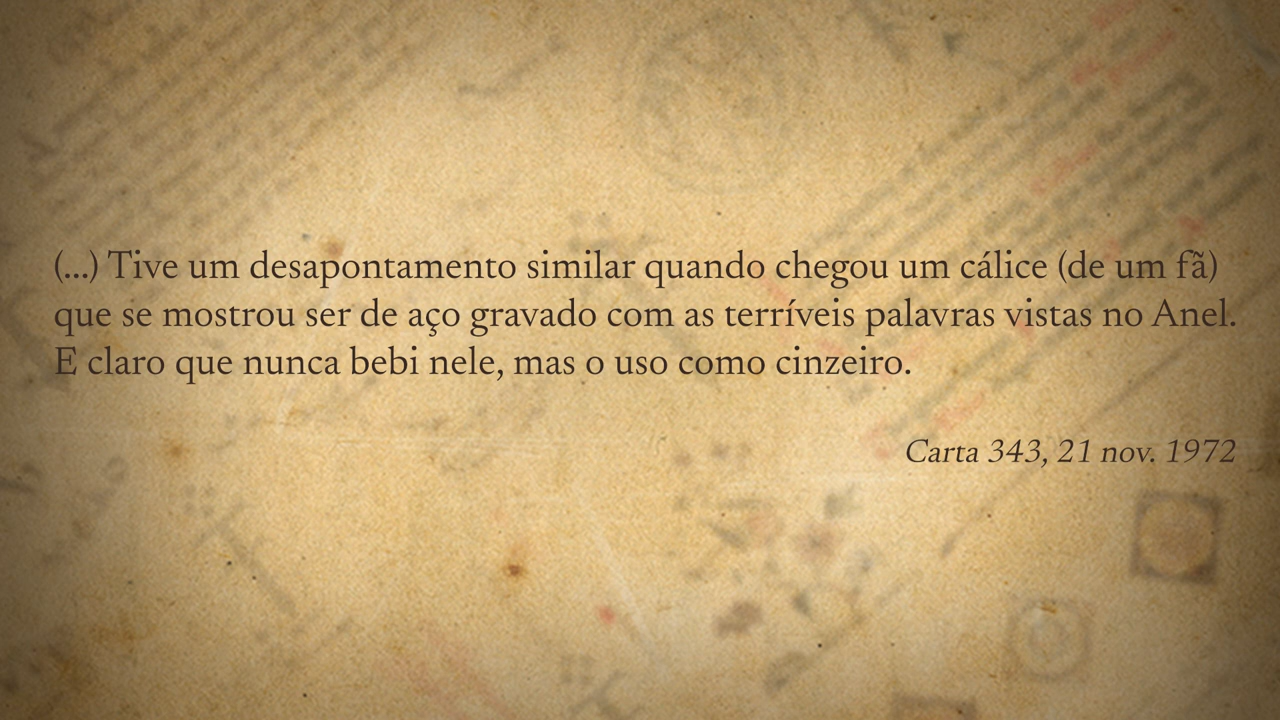 (...) Tive um desapontamento similar quando chegou um cálice (de um fã)
que se mostrou ser de aço gravado com as terríveis palavras vistas no Anel.
E claro que nunca bebi nele, mas o uso como cinzeiro.
Carta 343, 21 nov. 1972